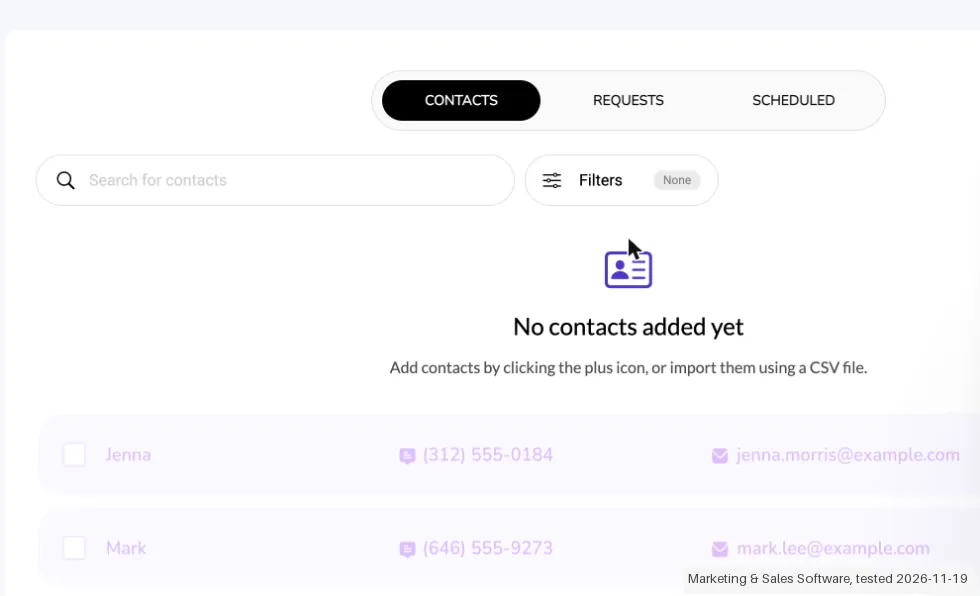 CONTACTS REQUESTS SCHEDULED
Search for contacts Filters None
No contacts added yet
Add contacts by clicking the plus icon, or import them using a CSV file.
Jenna (312) 555-0184 jenna.morris@example.com
Mark (646) 555-9273 mark.lee@example.com
Marketing & Sales Software, tested 2026-11-19